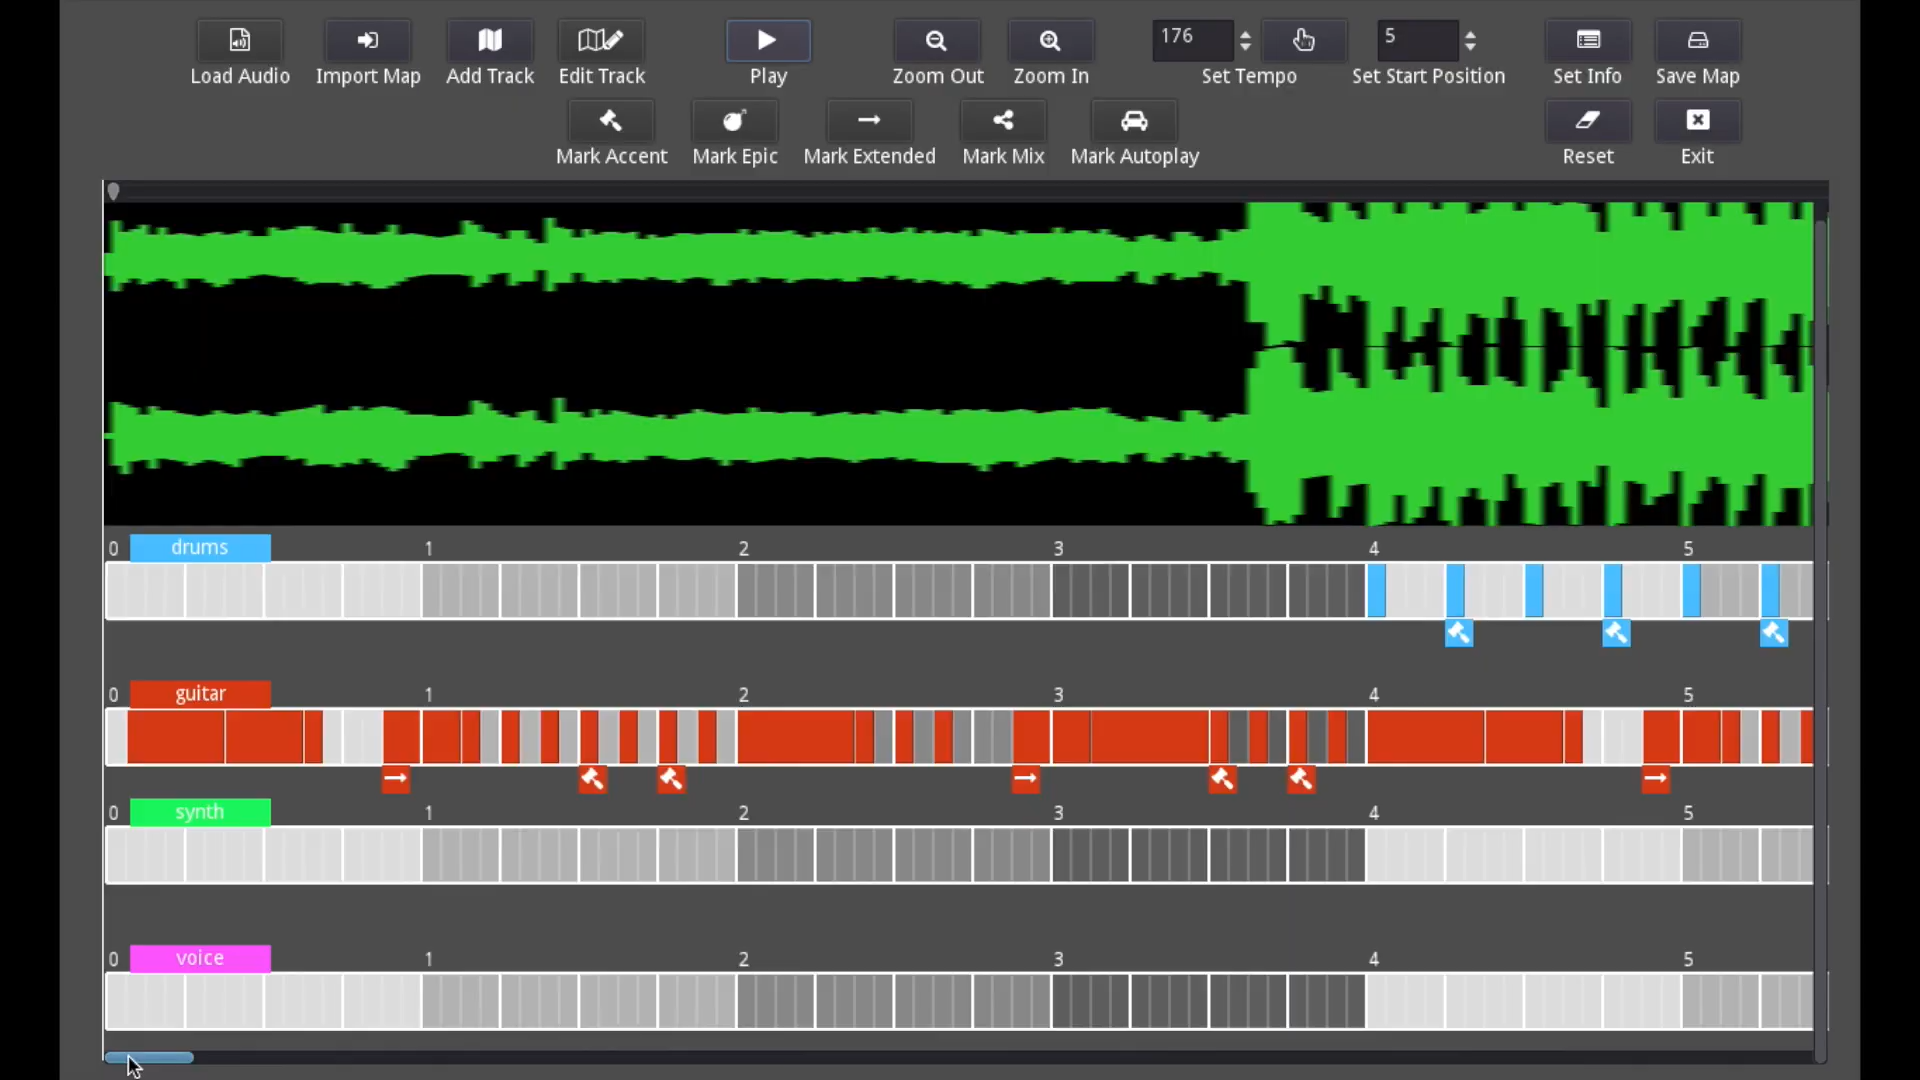 176 5
Load Audio Import Map Add Track Edit Track Play Zoom Out Zoom In Set Tempo Set Start Position Set Info Save Map
Mark Accent Mark Epic Mark Extended Mark Mix Mark Autoplay Reset Exit
0 drums 1 2 3 4 5
0 guitar 1 2 3 4 5
0 synth 1 2 3 4 5
0 voice 1 2 3 4 5